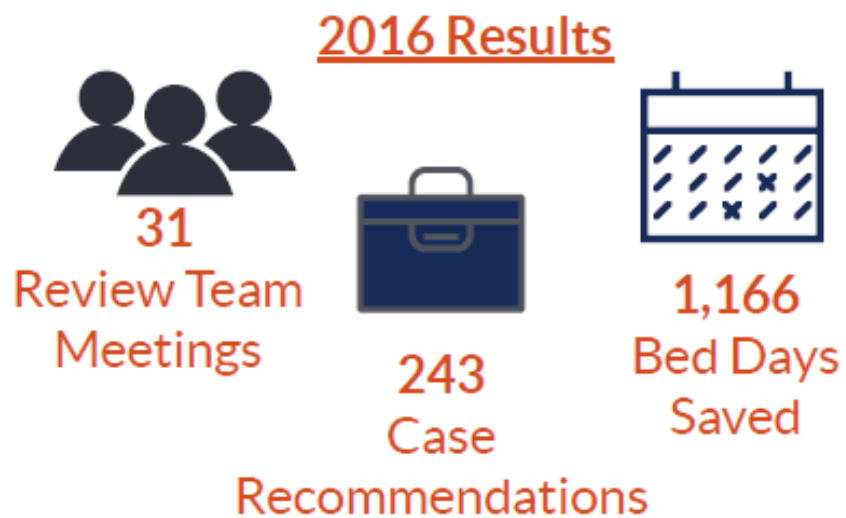 2016 Results
31
Review Team
Meetings
243
Case
Recommendations
1,166
Bed Days
Saved